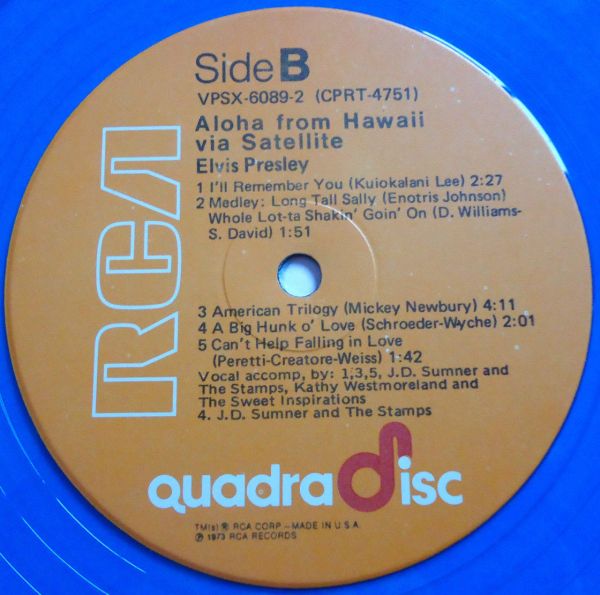 Side B
VPSX-6089-2 (CPRT-4751)
Aloha from Hawaii
via Satellite
Elvis Presley
1 I'll Remember You (Kuiokalani Lee) 2:27
2 Medley: Long Tall Sally (Enotris Johnson)
Whole Lot-ta Shakin' Goin' On (D. Williams-
S. David) 1:51
RCA
3 American Trilogy (Mickey Newbury) 4:11
4 A Big Hunk o' Love (Schroeder-Wyche) 2:01
5 Can't Help Falling in Love
(Peretti-Creatore-Weiss) 1:42
Vocal accomp, by: 1,3,5, J.D. Sumner and
The Stamps, Kathy Westmoreland and
The Sweet Inspirations
4. J.D. Sumner and The Stamps
quadradisc
TM(s) ® RCA CORP – MADE IN U.S.A.
℗ 1973 RCA RECORDS